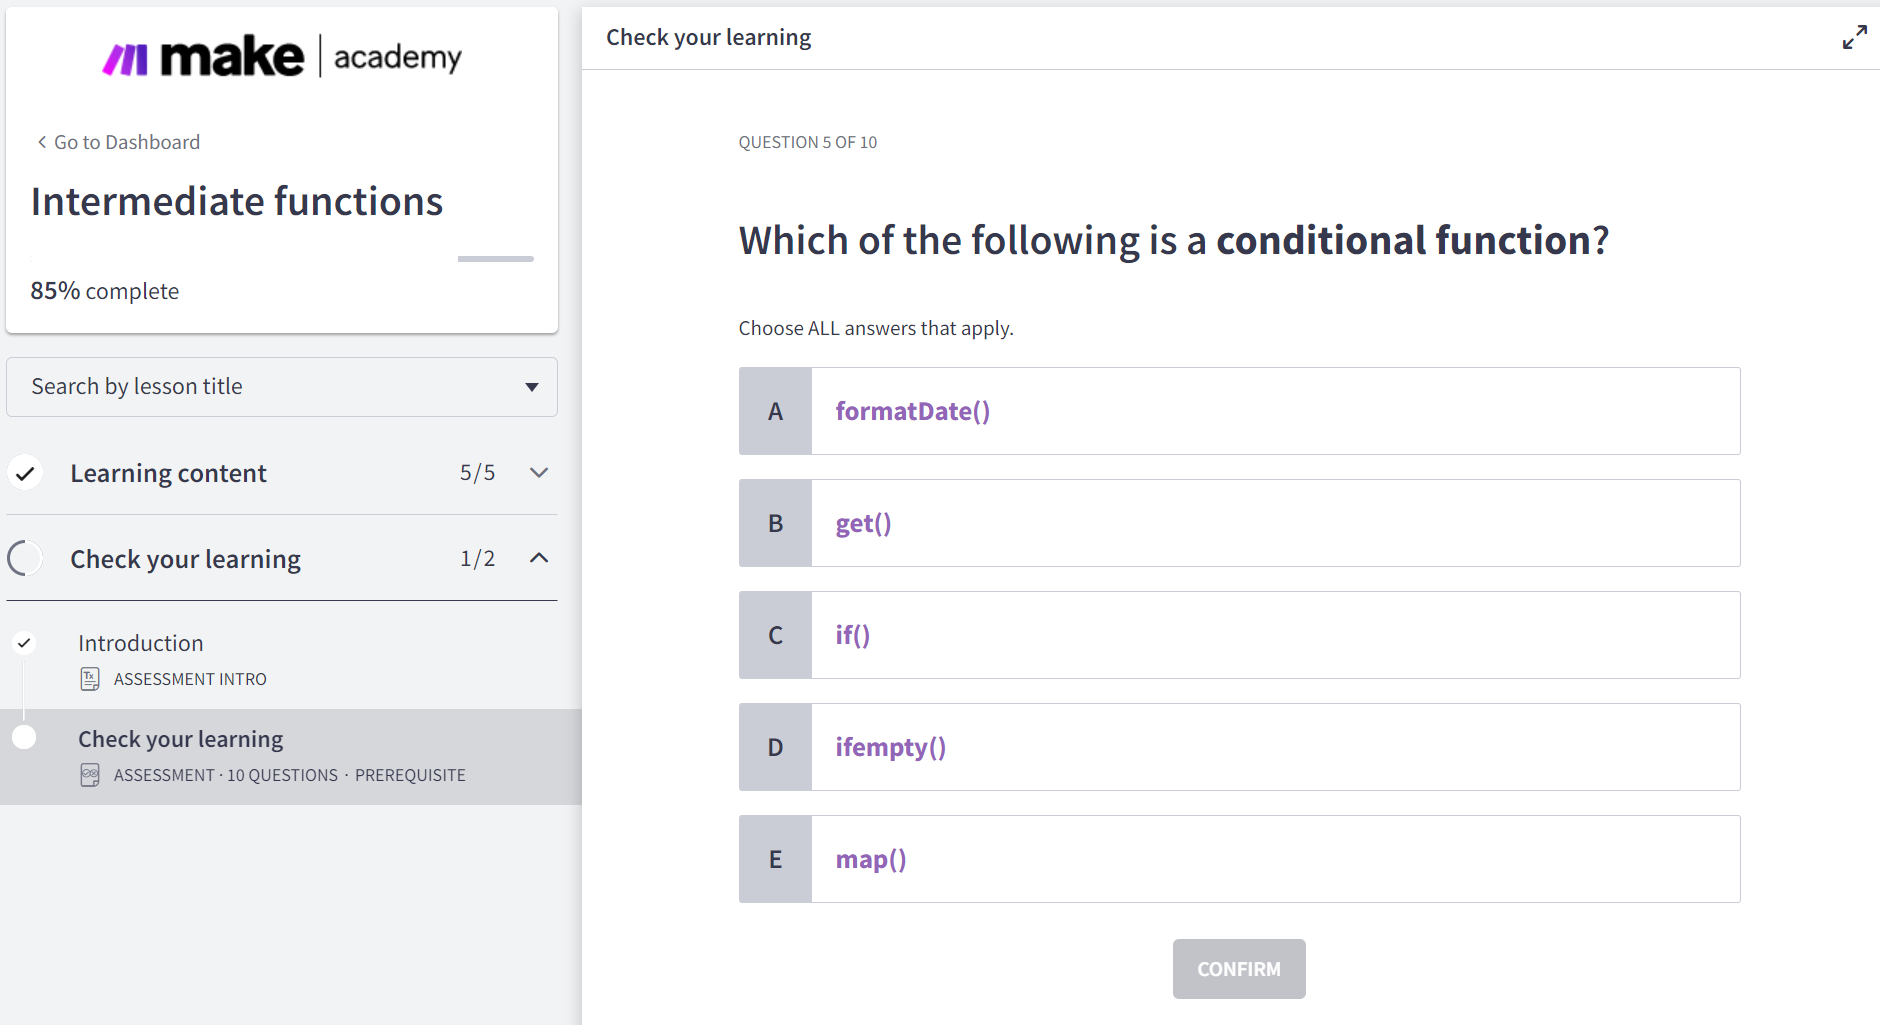 make | academy
Go to Dashboard
Intermediate functions
85% complete
Search by lesson title
Learning content 5/5
Check your learning 1/2
Introduction
ASSESSMENT INTRO
Check your learning
ASSESSMENT · 10 QUESTIONS · PREREQUISITE
Check your learning
QUESTION 5 OF 10
Which of the following is a conditional function?
Choose ALL answers that apply.
A formatDate()
B get()
C if()
D ifempty()
E map()
CONFIRM